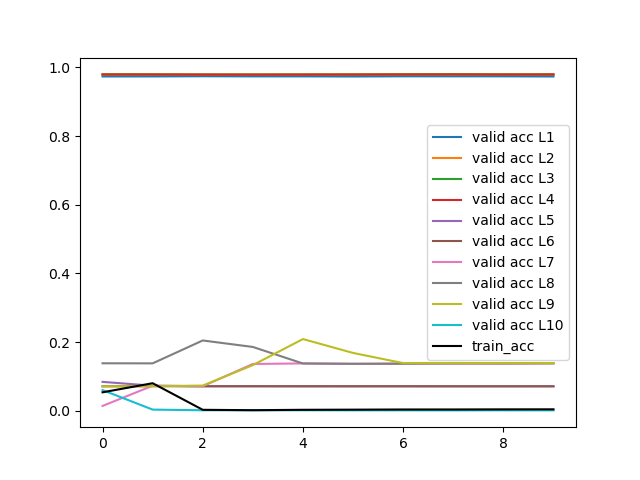 1.0
0.8
0.6
0.4
0.2
0.0
0 2 4 6 8
valid acc L1
valid acc L2
valid acc L3
valid acc L4
valid acc L5
valid acc L6
valid acc L7
valid acc L8
valid acc L9
valid acc L10
train_acc